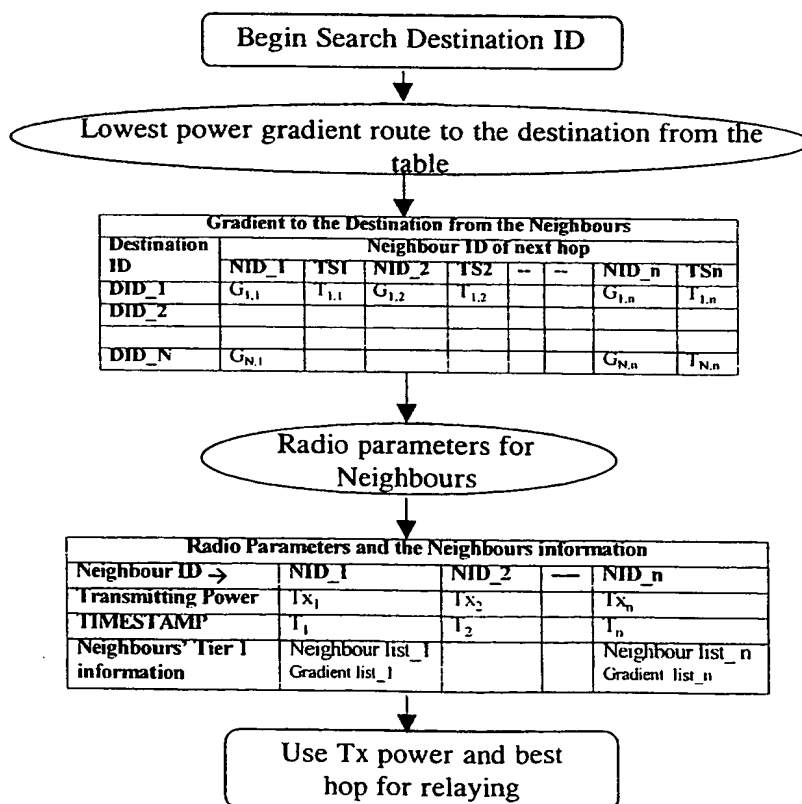 Begin Search Destination ID
Lowest power gradient route to the destination from the
table
Gradient to the Destination from the Neighbours
Destination ID Neighbour ID of next hop
NID_1 TS1 NID_2 TS2 -- -- NID_n TSn
DID_1 G1,1 T1,1 G1,2 T1,2 G1,n T1,n
DID_2
DID_N GN,1 GN,n TN,n
Radio parameters for
Neighbours
Radio Parameters and the Neighbours information
Neighbour ID → NID_1 NID_2 — NID_n
Transmitting Power Tx1 Tx2 Txn
TIMESTAMP T1 T2 Tn
Neighbours' Tier 1 Neighbour list_1 Neighbour list_ n
information Gradient list_1 Gradient list_n
Use Tx power and best
hop for relaying